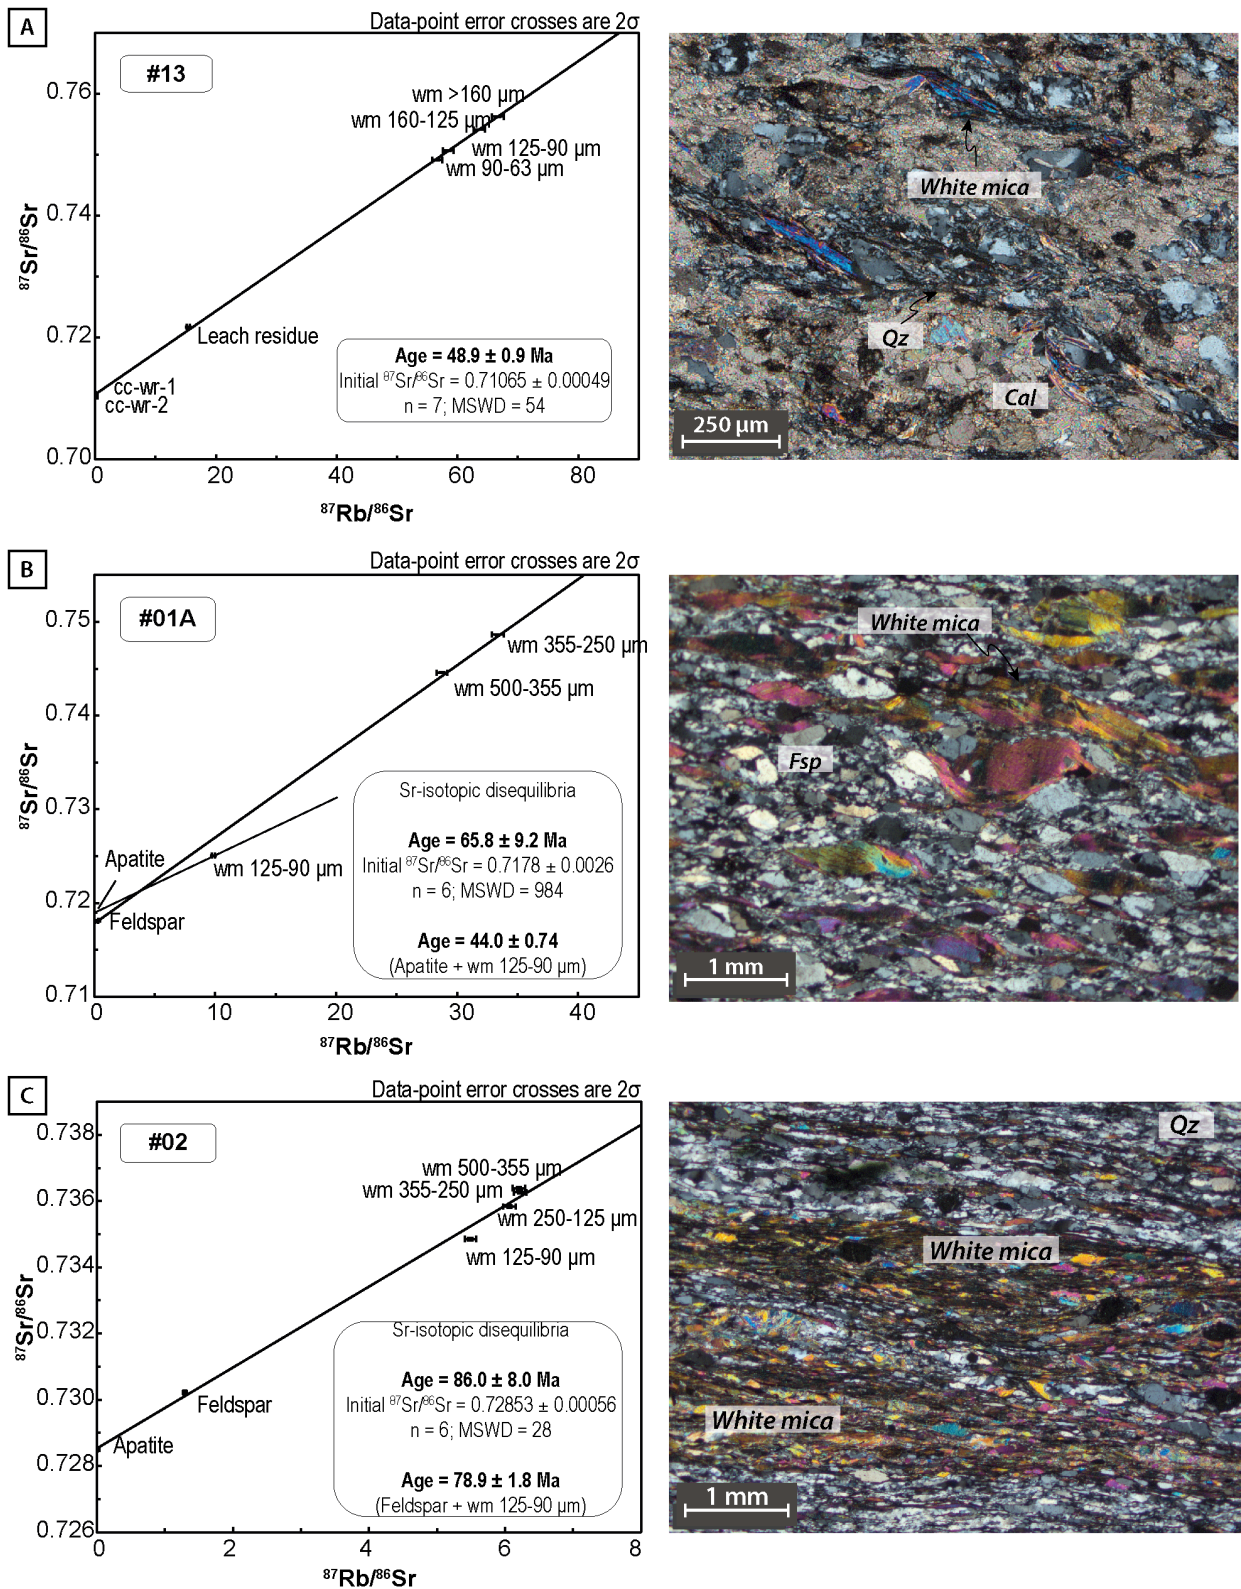 A
Data-point error crosses are 2σ
#13
0.76
0.74
0.72
0.70
⁸⁷Sr/⁸⁶Sr
wm >160 µm
wm 160-125 µm
wm 125-90 µm
wm 90-63 µm
Leach residue
cc-wr-1
cc-wr-2
Age = 48.9 ± 0.9 Ma
Initial ⁸⁷Sr/⁸⁶Sr = 0.71065 ± 0.00049
n = 7; MSWD = 54
0 20 40 60 80
⁸⁷Rb/⁸⁶Sr
White mica
Qz
Cal
250 µm
B
Data-point error crosses are 2σ
#01A
0.75
0.74
0.73
0.72
0.71
⁸⁷Sr/⁸⁶Sr
wm 355-250 µm
wm 500-355 µm
wm 125-90 µm
Apatite
Feldspar
Sr-isotopic disequilibria
Age = 65.8 ± 9.2 Ma
Initial ⁸⁷Sr/⁸⁶Sr = 0.7178 ± 0.0026
n = 6; MSWD = 984
Age = 44.0 ± 0.74
(Apatite + wm 125-90 µm)
0 10 20 30 40
⁸⁷Rb/⁸⁶Sr
White mica
Fsp
1 mm
C
Data-point error crosses are 2σ
#02
0.738
0.736
0.734
0.732
0.730
0.728
0.726
⁸⁷Sr/⁸⁶Sr
wm 500-355 µm
wm 355-250 µm
wm 250-125 µm
wm 125-90 µm
Feldspar
Apatite
Sr-isotopic disequilibria
Age = 86.0 ± 8.0 Ma
Initial ⁸⁷Sr/⁸⁶Sr = 0.72853 ± 0.00056
n = 6; MSWD = 28
Age = 78.9 ± 1.8 Ma
(Feldspar + wm 125-90 µm)
0 2 4 6 8
⁸⁷Rb/⁸⁶Sr
Qz
White mica
White mica
1 mm